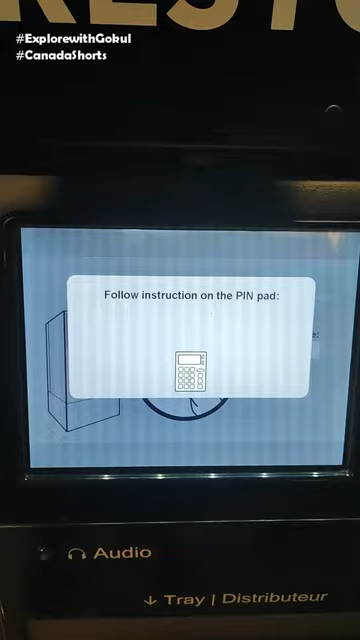 #ExplorewithGokul
#CanadaShorts
Follow instruction on the PIN pad:
Audio
Tray | Distributeur